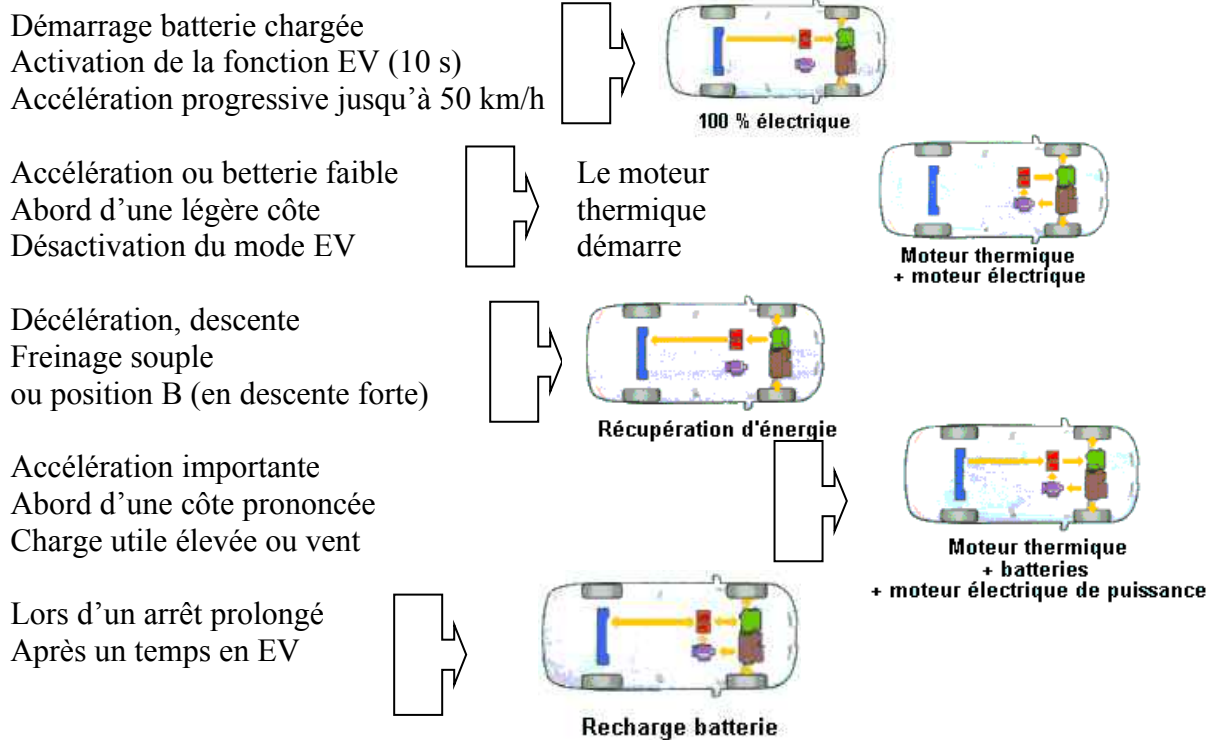 Démarrage batterie chargée
Activation de la fonction EV (10 s)
Accélération progressive jusqu’à 50 km/h
100 % électrique
Accélération ou betterie faible
Abord d’une légère côte
Désactivation du mode EV
Le moteur
thermique
démarre
Moteur thermique
+ moteur électrique
Décélération, descente
Freinage souple
ou position B (en descente forte)
Récupération d'énergie
Accélération importante
Abord d’une côte prononcée
Charge utile élevée ou vent
Moteur thermique
+ batteries
+ moteur électrique de puissance
Lors d’un arrêt prolongé
Après un temps en EV
Recharge batterie